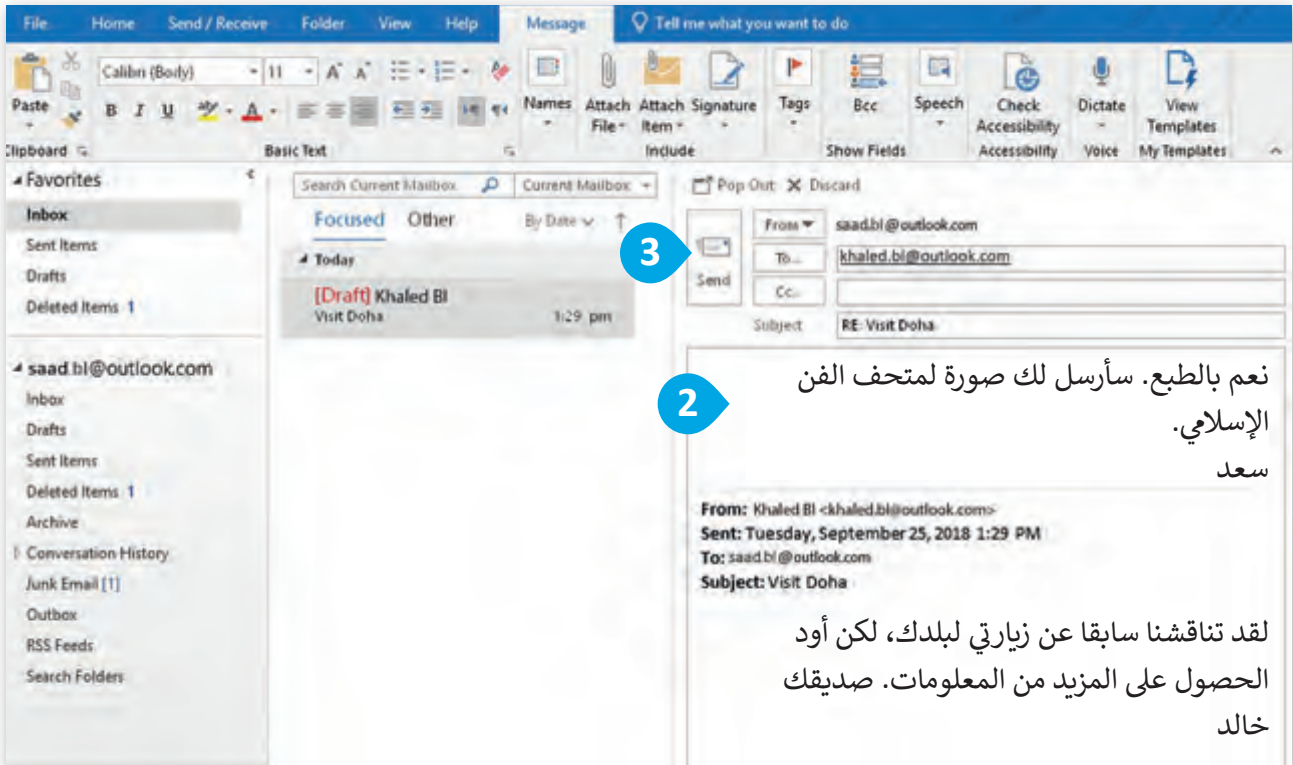 File Home Send / Receive Folder View Help Message Tell me what you want to do
Calibri (Body) 11 A A
Paste B I U ab A Names Attach File Attach Item Signature Tags Bcc Speech Check Accessibility Dictate View Templates
Clipboard Basic Text Include Show Fields Accessibility Voice My Templates
Favorites
Inbox
Sent Items
Drafts
Deleted Items 1
saad.bl@outlook.com
Inbox
Drafts
Sent Items
Deleted Items 1
Archive
Conversation History
Junk Email [1]
Outbox
RSS Feeds
Search Folders
Search Current Mailbox Current Mailbox
Focused Other By Date
Today
[Draft] Khaled Bl
Visit Doha 1:29 pm
Pop Out Discard
3
Send
From saad.bl@outlook.com
To... khaled.bl@outlook.com
Cc...
Subject RE: Visit Doha
2
نعم بالطبع. سأرسل لك صورة لمتحف الفن
الإسلامي.
سعد
From: Khaled Bl <khaled.bl@outlook.com>
Sent: Tuesday, September 25, 2018 1:29 PM
To: saad.bl@outlook.com
Subject: Visit Doha
لقد تناقشنا سابقا عن زيارتي لبلدك، لكن أود
الحصول على المزيد من المعلومات. صديقك
خالد